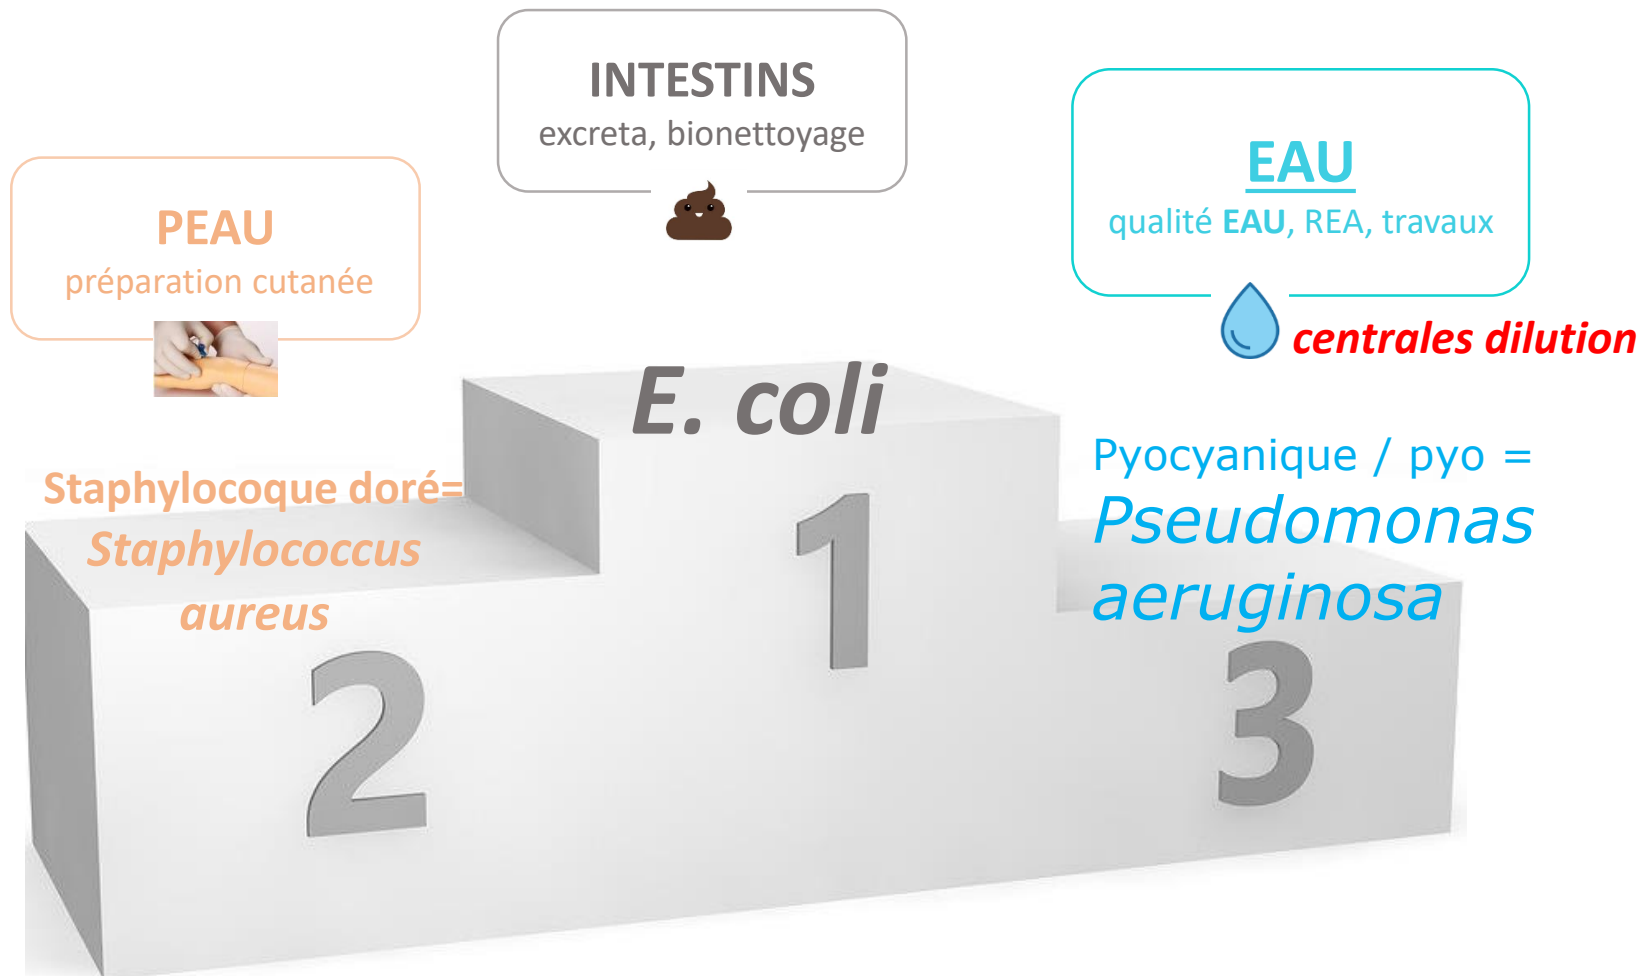 INTESTINS
excreta, bionettoyage
EAU
qualité EAU, REA, travaux
PEAU
préparation cutanée
centrales dilution
E. coli
Pyocyanique / pyo =
Pseudomonas
aeruginosa
Staphylocoque doré=
Staphylococcus
aureus
1
2
3